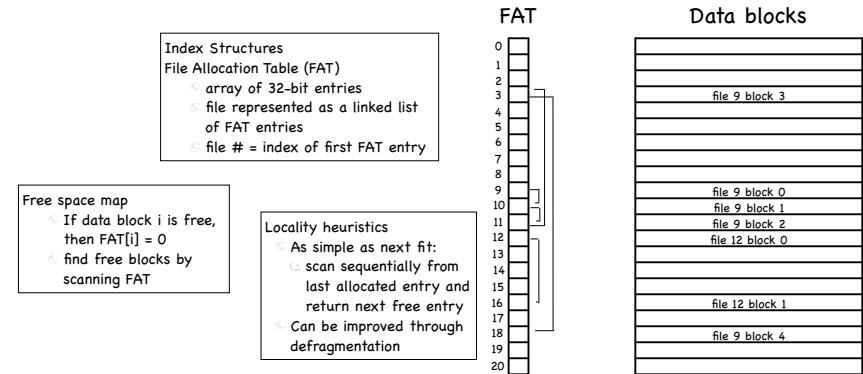 FAT
Data blocks
Index Structures
File Allocation Table (FAT)
array of 32-bit entries
file represented as a linked list
of FAT entries
file # = index of first FAT entry
Free space map
If data block i is free,
then FAT[i] = 0
find free blocks by
scanning FAT
Locality heuristics
As simple as next fit:
scan sequentially from
last allocated entry and
return next free entry
Can be improved through
defragmentation
0
1
2
3
4
5
6
7
8
9
10
11
12
13
14
15
16
17
18
19
20
file 9 block 3
file 9 block 0
file 9 block 1
file 9 block 2
file 12 block 0
file 12 block 1
file 9 block 4